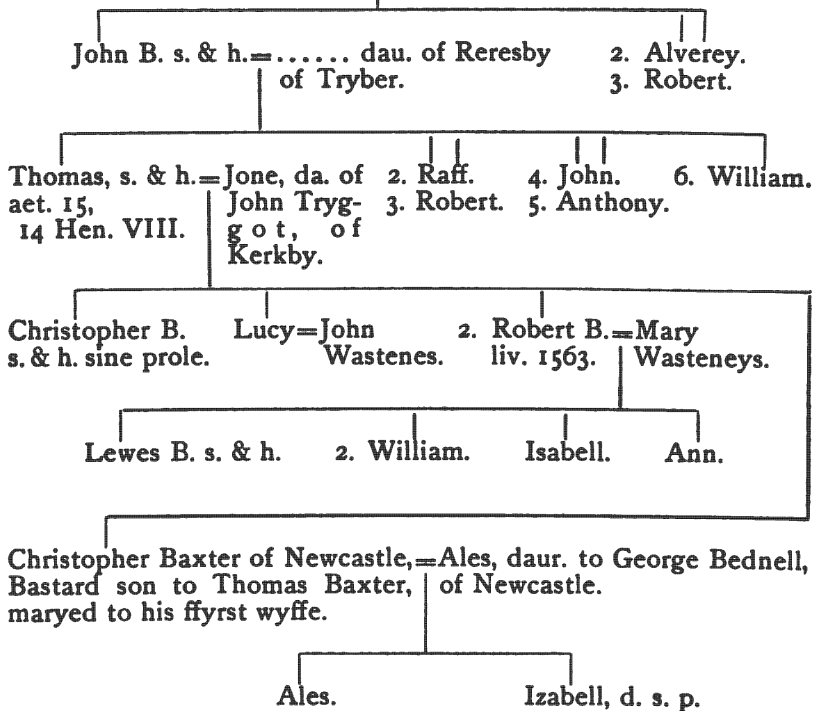 John B. s. & h.=...... dau. of Reresby 2. Alverey.
of Tryber. 3. Robert.
Thomas, s. & h.=Jone, da. of 2. Raff. 4. John. 6. William.
aet. 15, John Tryg- 3. Robert. 5. Anthony.
14 Hen. VIII. got, of
Kerkby.
Christopher B. Lucy=John 2. Robert B.=Mary
s. & h. sine prole. Wastenes. liv. 1563. Wasteneys.
Lewes B. s. & h. 2. William. Isabell. Ann.
Christopher Baxter of Newcastle,=Ales, daur. to George Bednell,
Bastard son to Thomas Baxter, of Newcastle.
maryed to his ffyrst wyffe.
Ales. Izabell, d. s. p.